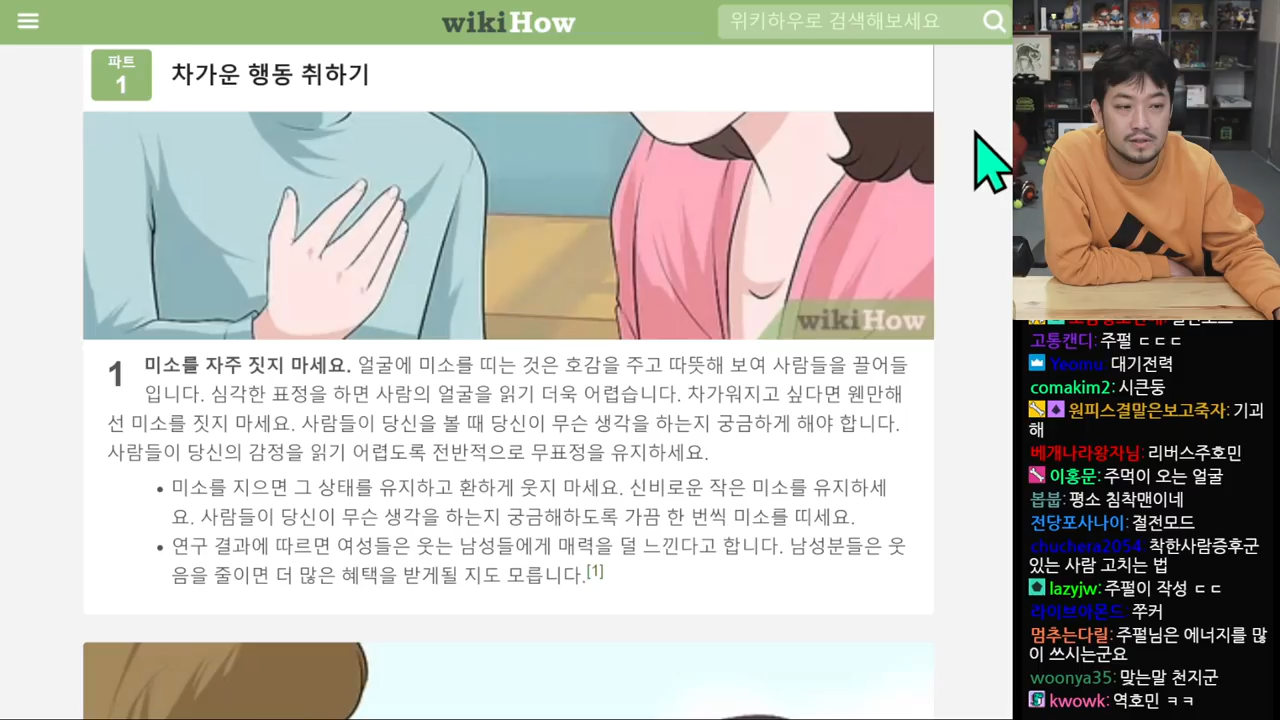 wikiHow
위키하우로 검색해보세요
파트
1
차가운 행동 취하기
wikiHow
1 미소를 자주 짓지 마세요. 얼굴에 미소를 띠는 것은 호감을 주고 따뜻해 보여 사람들을 끌어들
입니다. 심각한 표정을 하면 사람의 얼굴을 읽기 더욱 어렵습니다. 차가워지고 싶다면 웬만해
선 미소를 짓지 마세요. 사람들이 당신을 볼 때 당신이 무슨 생각을 하는지 궁금하게 해야 합니다.
사람들이 당신의 감정을 읽기 어렵도록 전반적으로 무표정을 유지하세요.
• 미소를 지으면 그 상태를 유지하고 환하게 웃지 마세요. 신비로운 작은 미소를 유지하세
요. 사람들이 당신이 무슨 생각을 하는지 궁금해하도록 가끔 한 번씩 미소를 띠세요.
• 연구 결과에 따르면 여성들은 웃는 남성들에게 매력을 덜 느낀다고 합니다. 남성분들은 웃
음을 줄이면 더 많은 혜택을 받게될 지도 모릅니다.[1]
고통캔디: 주펄 ㄷㄷㄷ
Yeomu: 대기전력
comakim2: 시큰둥
원피스결말은보고죽자: 기괴
해
베개나라왕자님: 리버스주호민
이홍문: 주먹이 오는 얼굴
븝붑: 평소 침착맨이네
전당포사나이: 절전모드
chuchera2054: 착한사람증후군
있는 사람 고치는 법
lazyjw: 주펄이 작성 ㄷㄷ
라이브아몬드: 쭈커
멈추는다릴: 주펄님은 에너지를 많
이 쓰시는군요
woonya35: 맞는말 천지군
kwowk: 역호민 ㅋㅋ